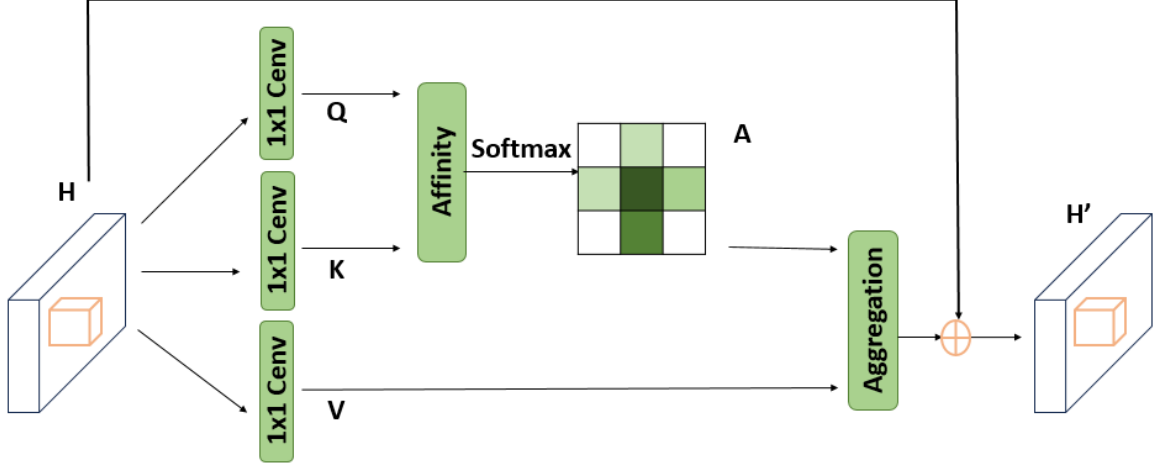 1x1 Cenv
Q
Affinity
Softmax
A
H
1x1 Cenv
K
H’
Aggregation
1x1 Cenv
V